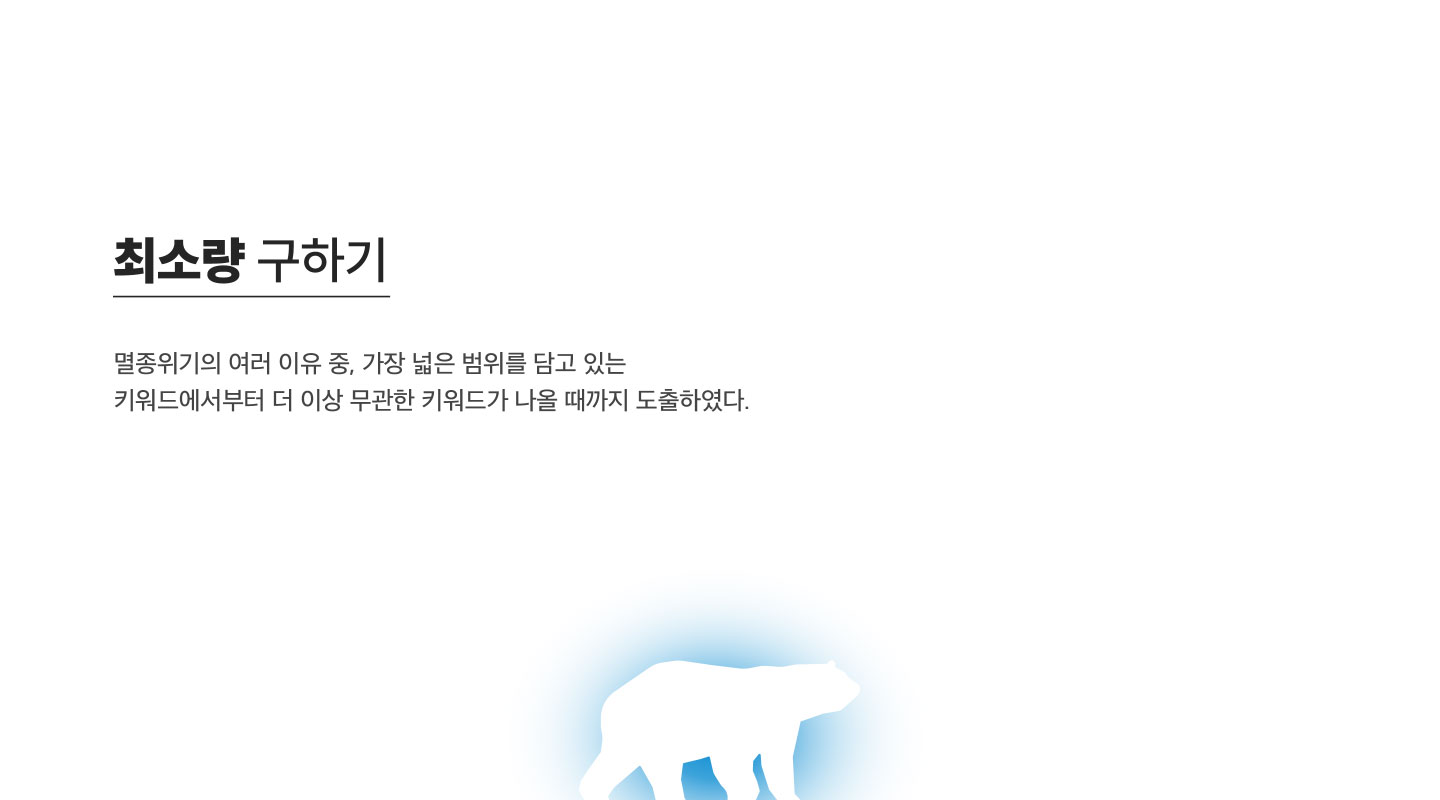 최소량 구하기
멸종위기의 여러 이유 중, 가장 넓은 범위를 담고 있는
키워드에서부터 더 이상 무관한 키워드가 나올 때까지 도출하였다.